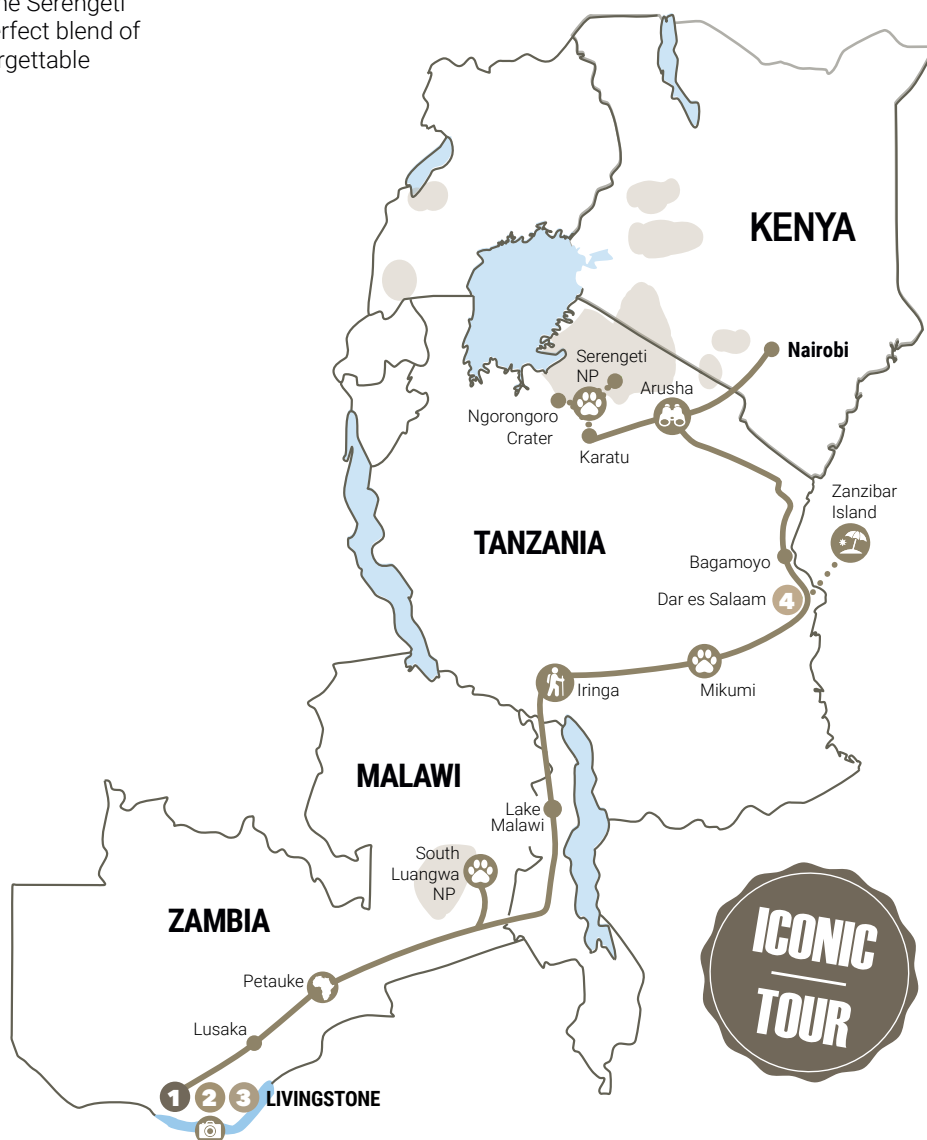 he Serengeti
erfect blend of
rgettable
KENYA
Nairobi
Serengeti
NP
Arusha
Ngorongoro
Crater
Karatu
Zanzibar
Island
TANZANIA
Bagamoyo
Dar es Salaam 4
Iringa
Mikumi
MALAWI
Lake
Malawi
South
Luangwa
NP
ZAMBIA
ICONIC
TOUR
Petauke
Lusaka
1 2 3 LIVINGSTONE